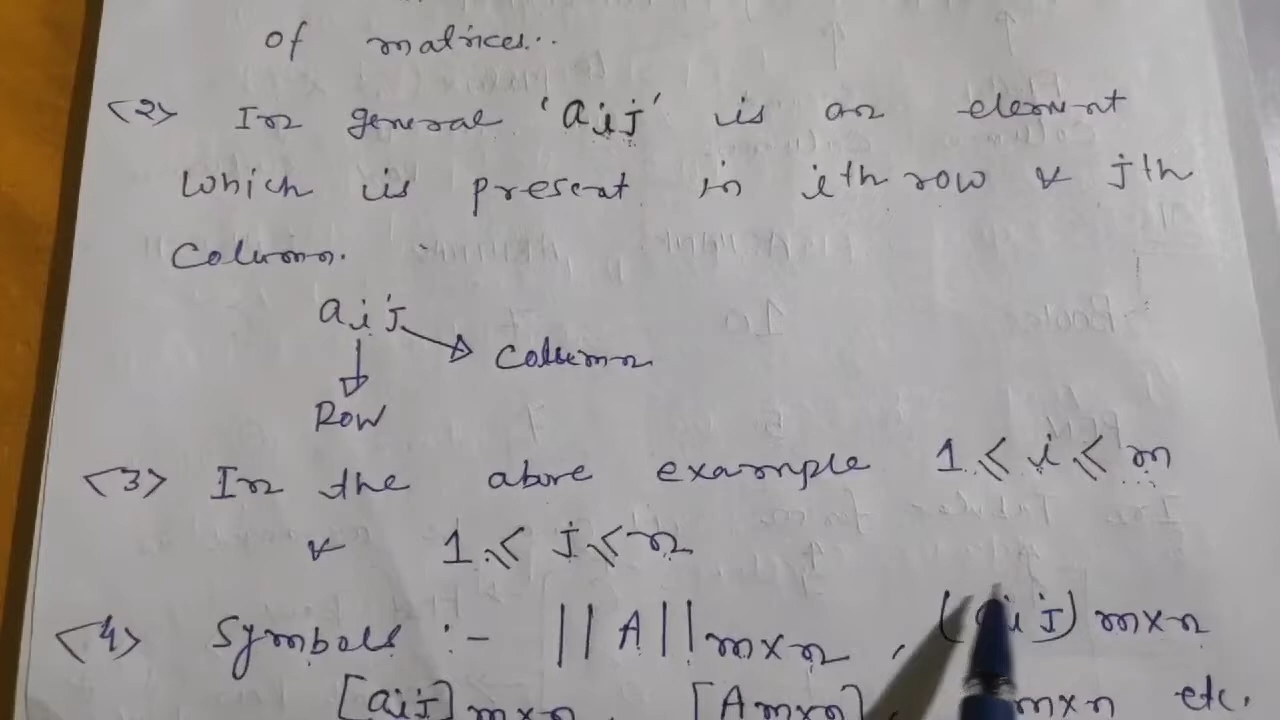 of matrices..
<2> In general 'aij' is an element
which is present in ith row & jth
Column.
aij
Column
Row
<3> In the above example 1 ≤ i ≤ m
& 1 ≤ j ≤ n
<4> Symbols :- ||A||m×n , (aij)m×n
[aij]m×n, [Am×n], m×n etc.